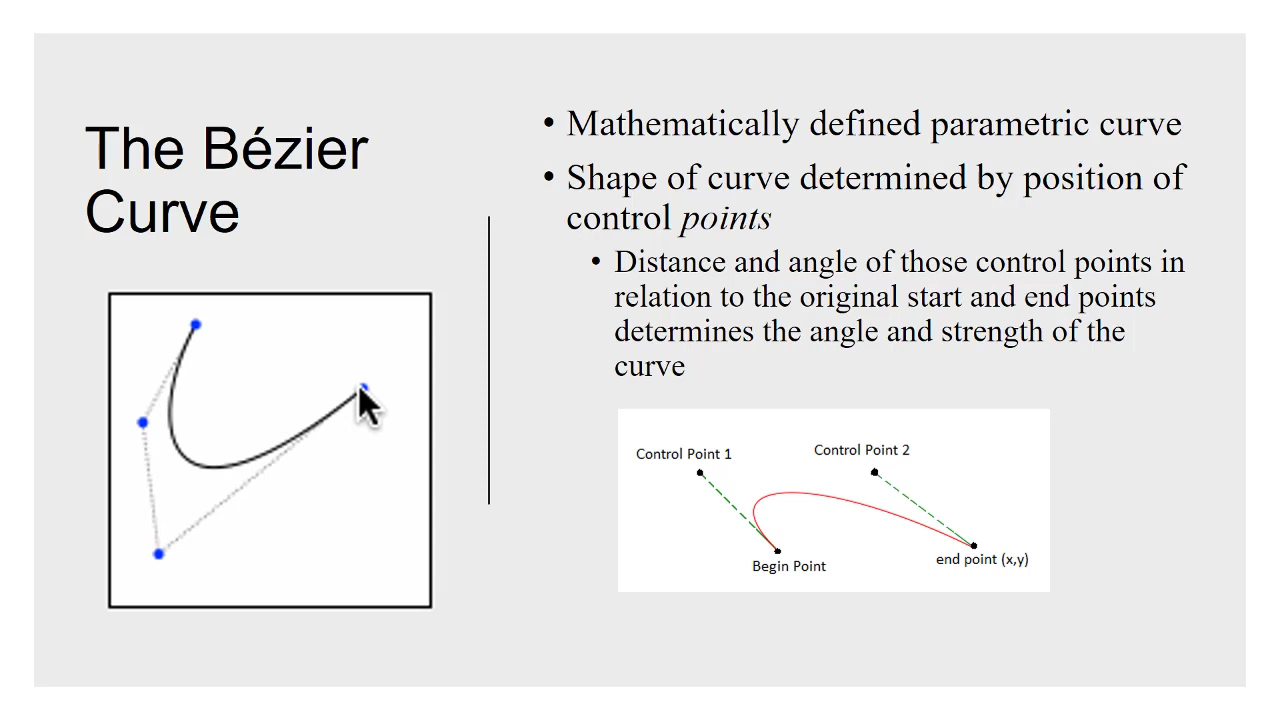 The Bézier
Curve
• Mathematically defined parametric curve
• Shape of curve determined by position of
control points
• Distance and angle of those control points in
relation to the original start and end points
determines the angle and strength of the
curve
Control Point 1
Control Point 2
Begin Point
end point (x,y)